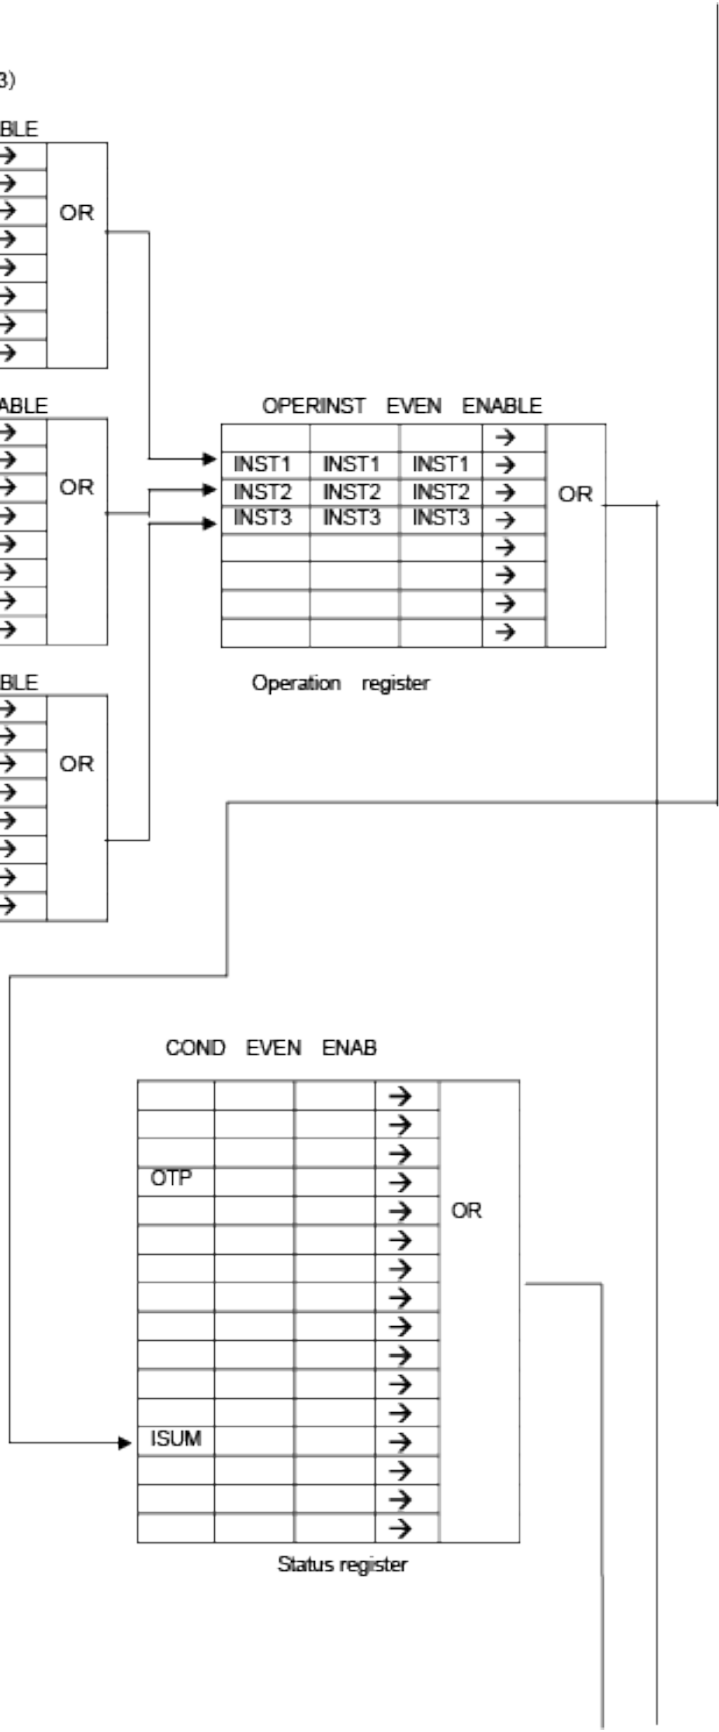 3)
BLE
OR
ABLE
OR
OPERINST EVEN ENABLE
INST1 INST1 INST1
INST2 INST2 INST2
INST3 INST3 INST3
OR
Operation register
BLE
OR
COND EVEN ENAB
OTP
OR
ISUM
Status register